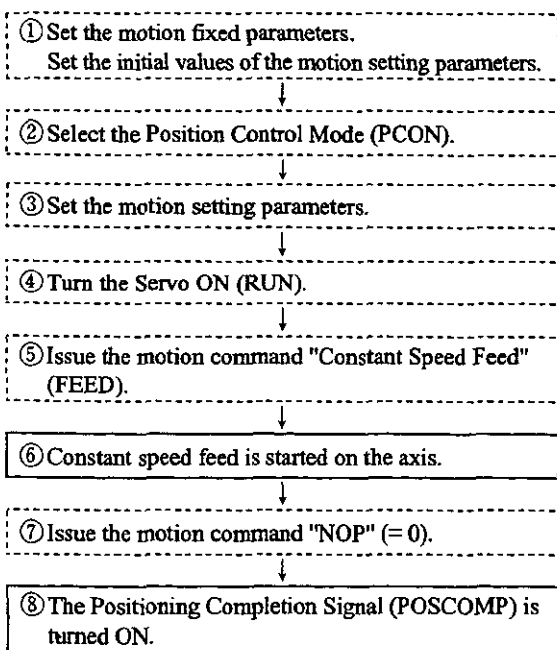 ①Set the motion fixed parameters.
Set the initial values of the motion setting parameters.
②Select the Position Control Mode (PCON).
③Set the motion setting parameters.
④Turn the Servo ON (RUN).
⑤Issue the motion command "Constant Speed Feed"
(FEED).
⑥Constant speed feed is started on the axis.
⑦Issue the motion command "NOP" (= 0).
⑧The Positioning Completion Signal (POSCOMP) is
turned ON.